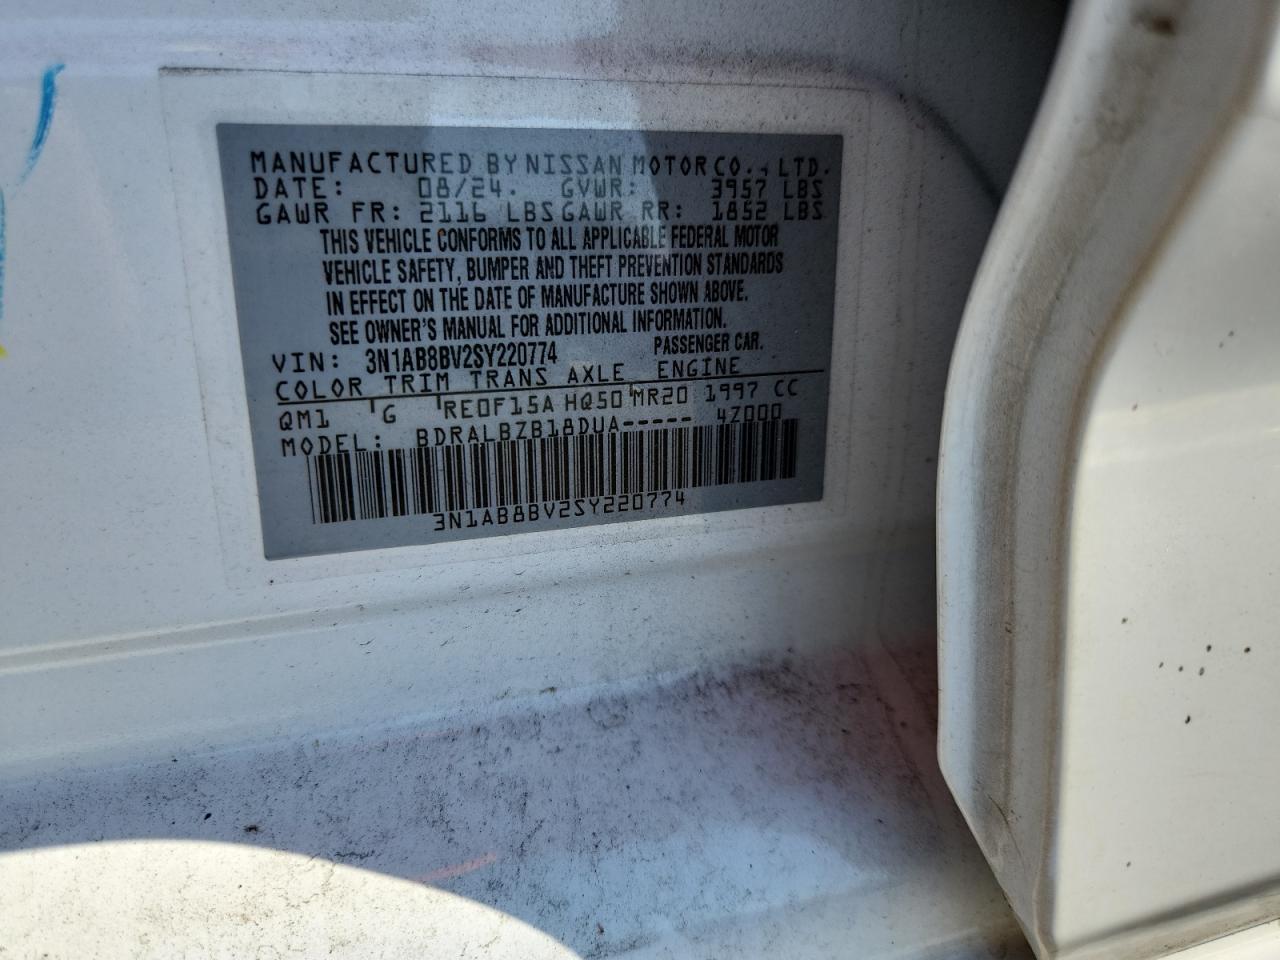 MANUFACTURED BY NISSAN MOTOR CO., LTD.
DATE: 08/24. GVWR: 3957 LBS
GAWR FR: 2116 LBS GAWR RR: 1852 LBS
THIS VEHICLE CONFORMS TO ALL APPLICABLE FEDERAL MOTOR
VEHICLE SAFETY, BUMPER AND THEFT PREVENTION STANDARDS
IN EFFECT ON THE DATE OF MANUFACTURE SHOWN ABOVE.
SEE OWNER'S MANUAL FOR ADDITIONAL INFORMATION.
VIN: 3N1AB8BV2SY220774 PASSENGER CAR.
COLOR TRIM TRANS AXLE ENGINE
QM1 G RE0F15A HQ50 MR20 1997 CC
MODEL: BDRALBZB18DUA----- 4Z000
3N1AB8BV2SY220774